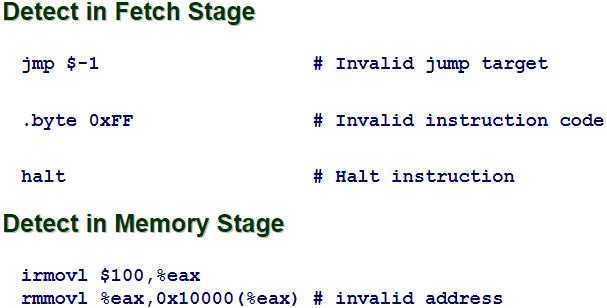 Detect in Fetch Stage
jmp $-1 # Invalid jump target
.byte 0xFF # Invalid instruction code
halt # Halt instruction
Detect in Memory Stage
irmovl $100,%eax
rmmovl %eax,0x10000(%eax) # invalid address